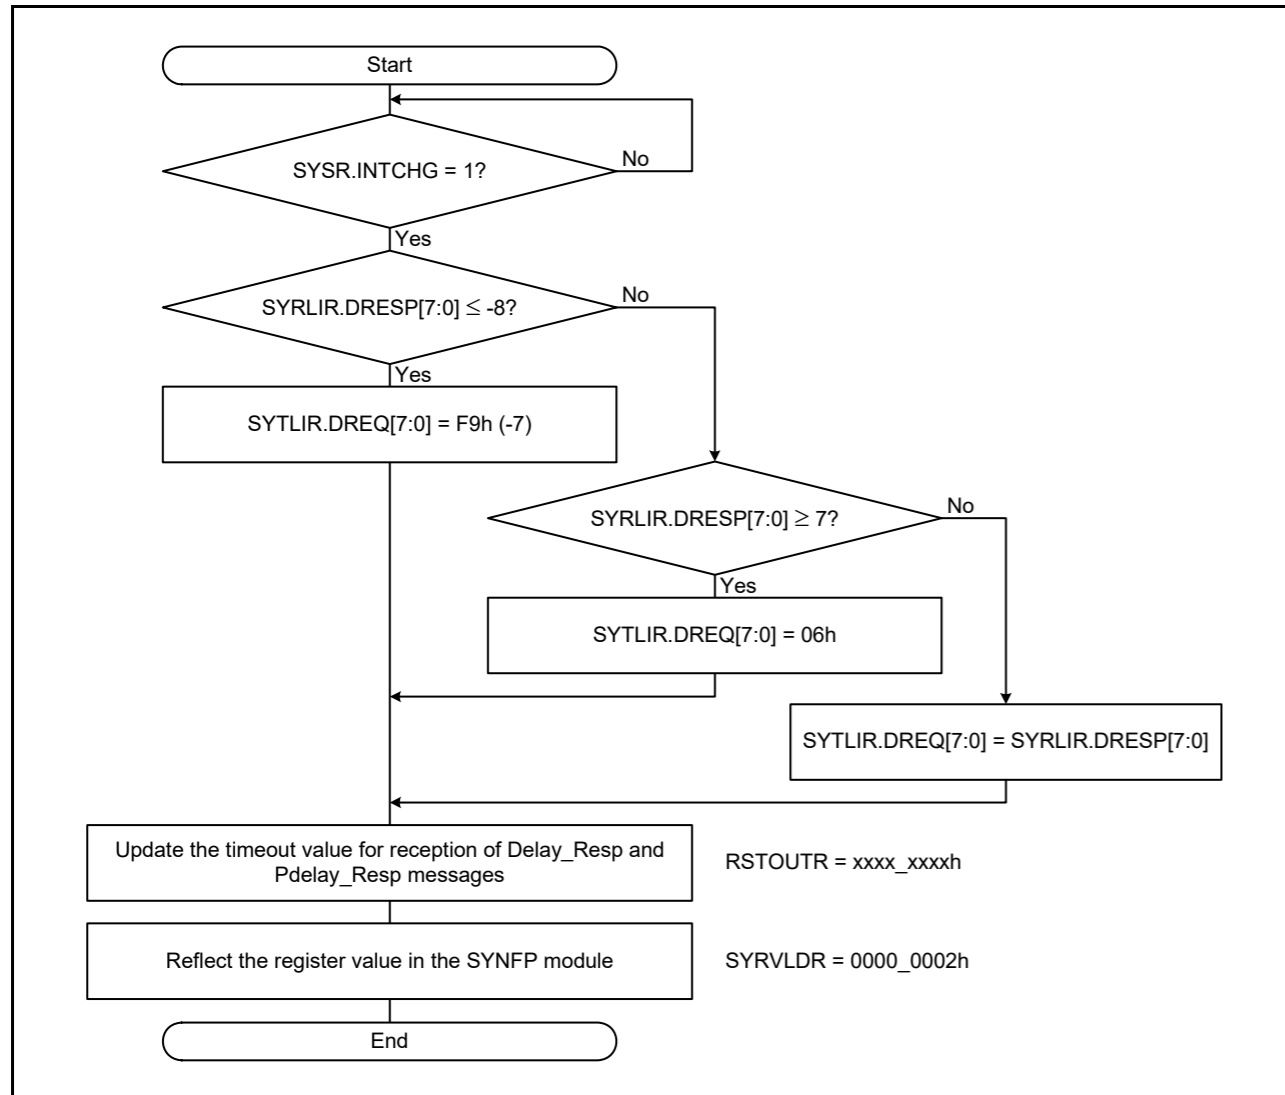 Start
SYSR.INTCHG = 1?
No
Yes
SYRLIR.DRESP[7:0] ≤ -8?
No
Yes
SYTLIR.DREQ[7:0] = F9h (-7)
SYRLIR.DRESP[7:0] ≥ 7?
No
Yes
SYTLIR.DREQ[7:0] = 06h
SYTLIR.DREQ[7:0] = SYRLIR.DRESP[7:0]
Update the timeout value for reception of Delay_Resp and
Pdelay_Resp messages
RSTOUTR = xxxx_xxxxh
Reflect the register value in the SYNFP module
SYRVLDR = 0000_0002h
End